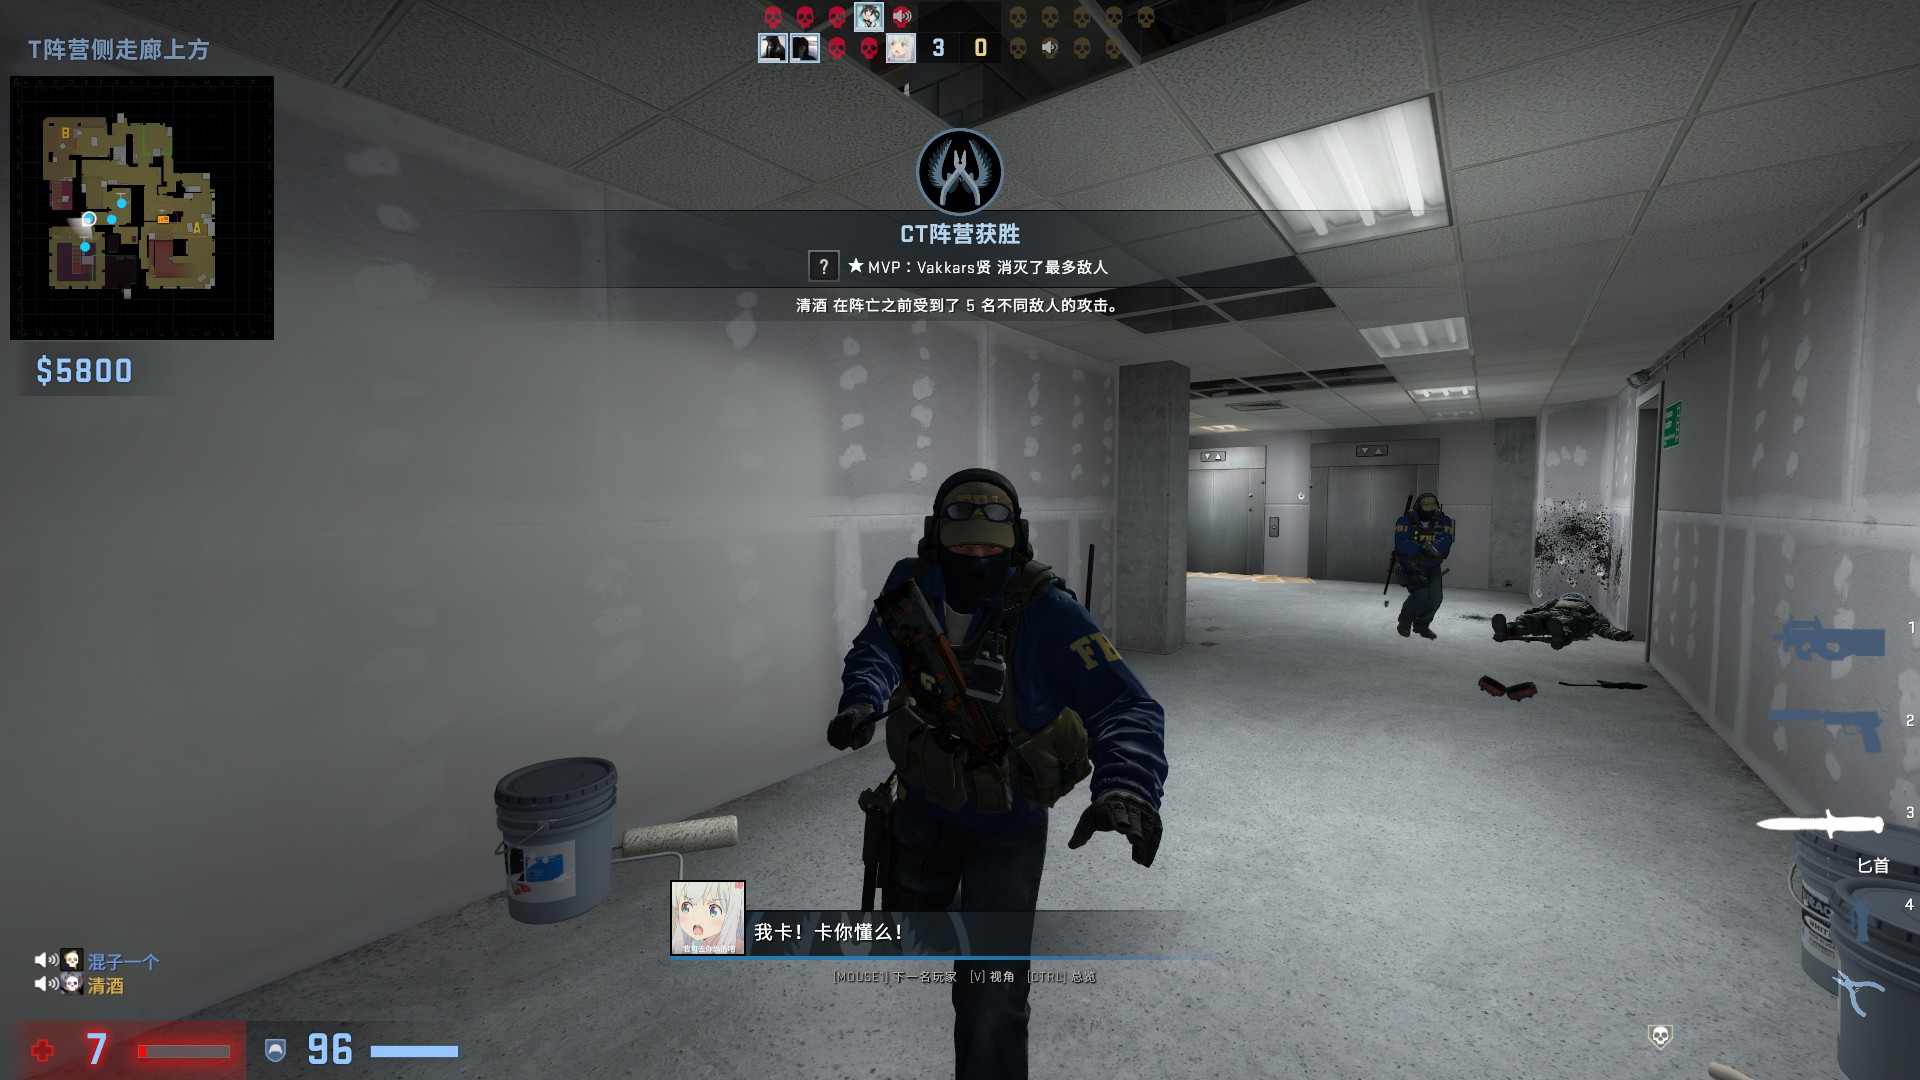 T阵营侧走廊上方
3 0
B
A
CT阵营获胜
? ★ MVP：Vakkars贤 消灭了最多敌人
清酒 在阵亡之前受到了 5 名不同敌人的攻击。
$5800
FBI
FBI
1
2
3
匕首
4
我卡！卡你懂么！
[MOUSE1] 下一名玩家 [V] 视角 [CTRL] 总览
混子一个
清酒
7
96